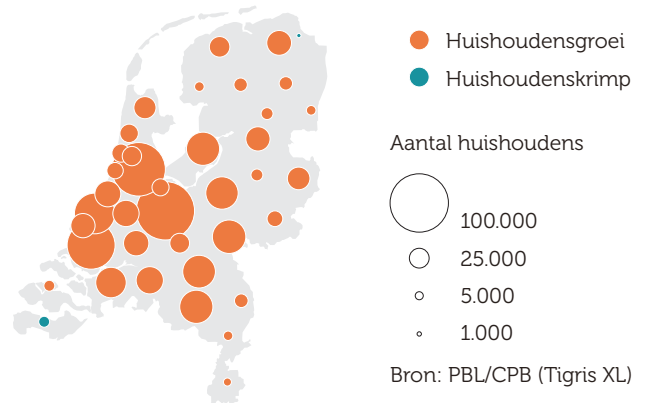 Huishoudensgroei
Huishoudenskrimp
Aantal huishoudens
100.000
25.000
5.000
1.000
Bron: PBL/CPB (Tigris XL)